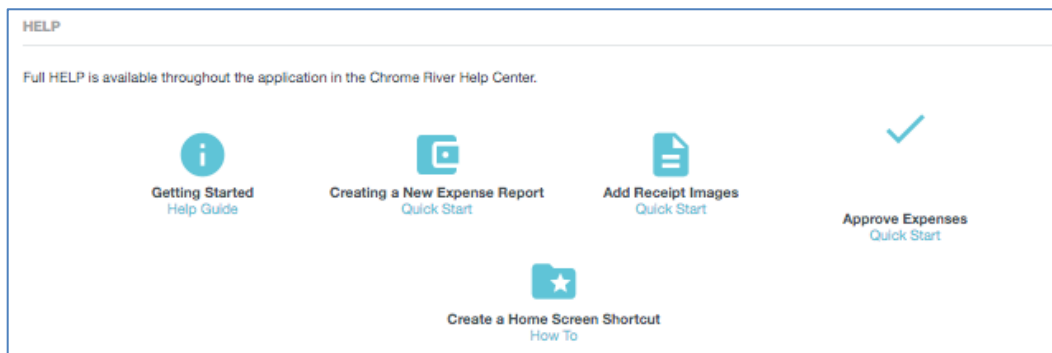 HELP
Full HELP is available throughout the application in the Chrome River Help Center.
Getting Started
Help Guide
Creating a New Expense Report
Quick Start
Add Receipt Images
Quick Start
Approve Expenses
Quick Start
Create a Home Screen Shortcut
How To